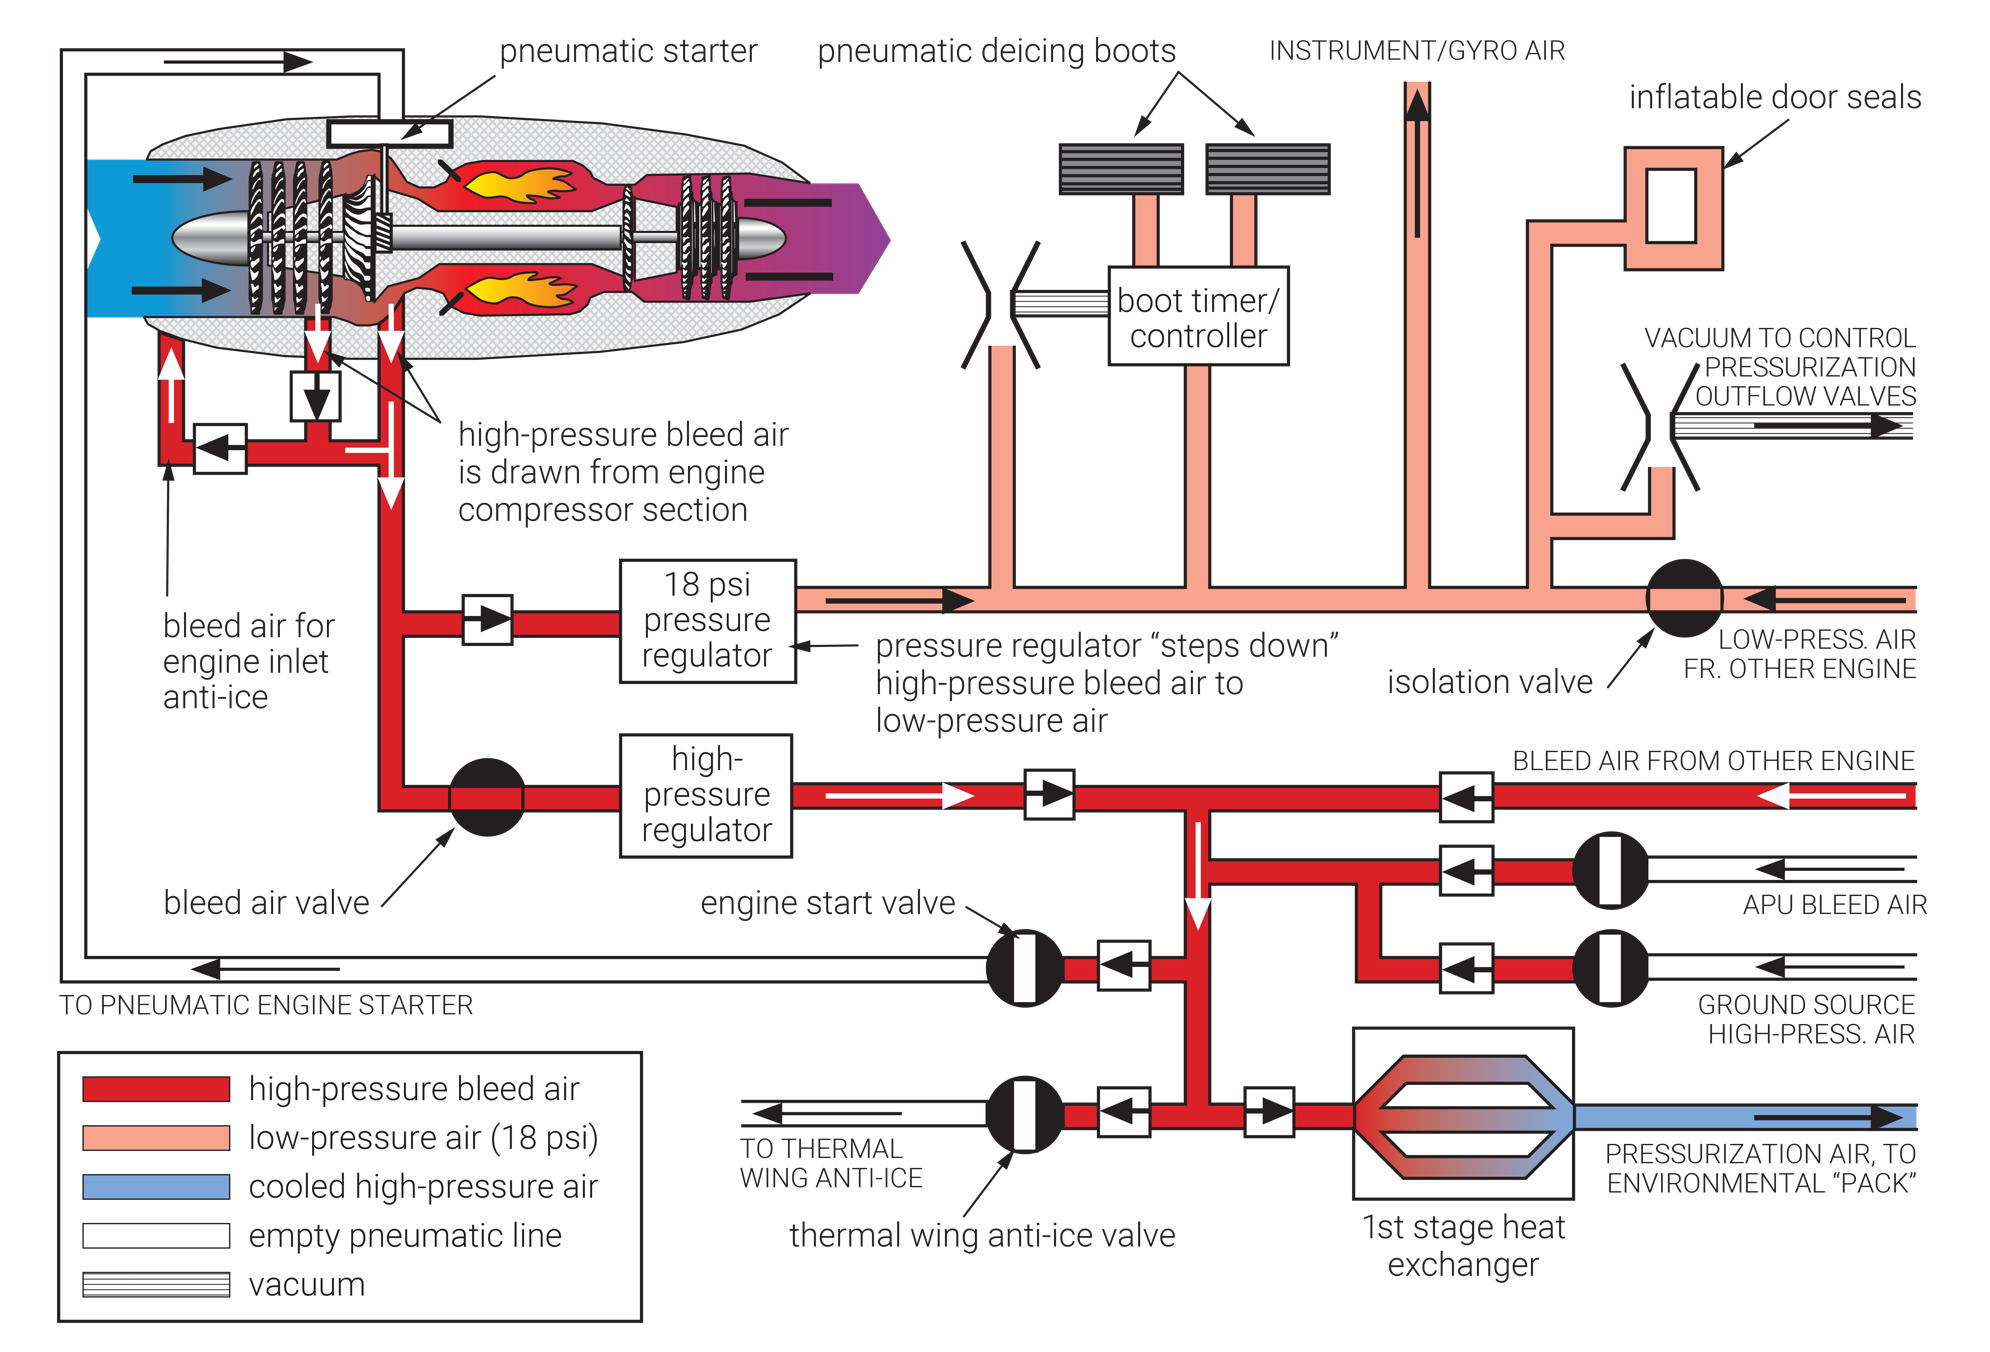 pneumatic starter
pneumatic deicing boots
INSTRUMENT/GYRO AIR
inflatable door seals
boot timer/
controller
VACUUM TO CONTROL
PRESSURIZATION
OUTFLOW VALVES
high-pressure bleed air
is drawn from engine
compressor section
bleed air for
engine inlet
anti-ice
18 psi
pressure
regulator
pressure regulator “steps down”
high-pressure bleed air to
low-pressure air
isolation valve
LOW-PRESS. AIR
FR. OTHER ENGINE
high-
pressure
regulator
BLEED AIR FROM OTHER ENGINE
bleed air valve
engine start valve
APU BLEED AIR
TO PNEUMATIC ENGINE STARTER
GROUND SOURCE
HIGH-PRESS. AIR
TO THERMAL
WING ANTI-ICE
thermal wing anti-ice valve
1st stage heat
exchanger
PRESSURIZATION AIR, TO
ENVIRONMENTAL “PACK”
high-pressure bleed air
low-pressure air (18 psi)
cooled high-pressure air
empty pneumatic line
vacuum